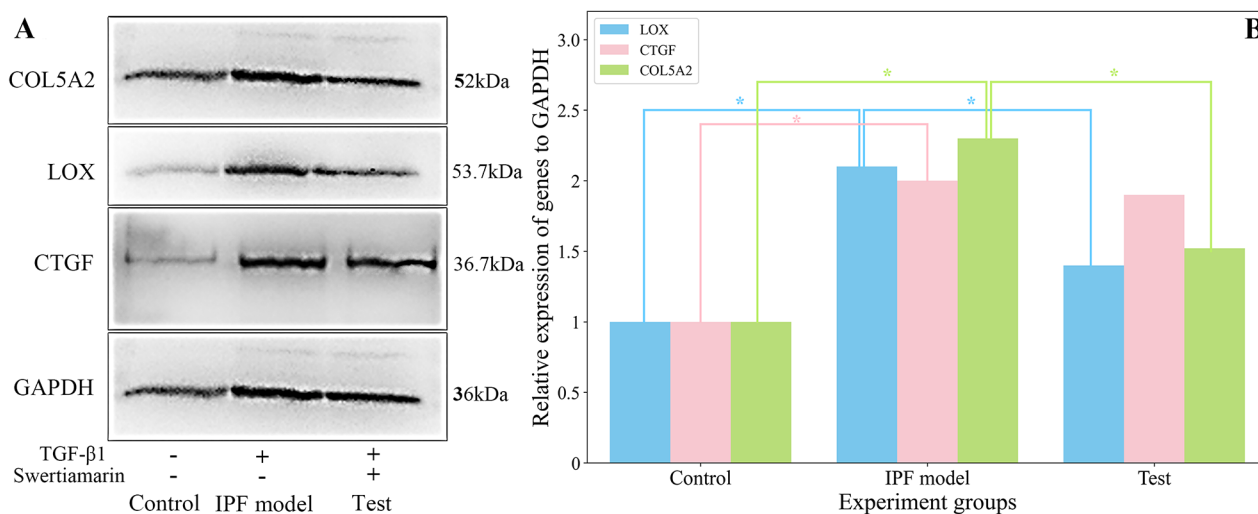 A
COL5A2
52kDa
LOX
53.7kDa
CTGF
36.7kDa
GAPDH
36kDa
TGF-β1 - + +
Swertiamarin - - +
Control IPF model Test
B
LOX
CTGF
COL5A2
Relative expression of genes to GAPDH
3.0
2.5
2
1.5
1
0.5
0
* * * * *
Control IPF model Test
Experiment groups